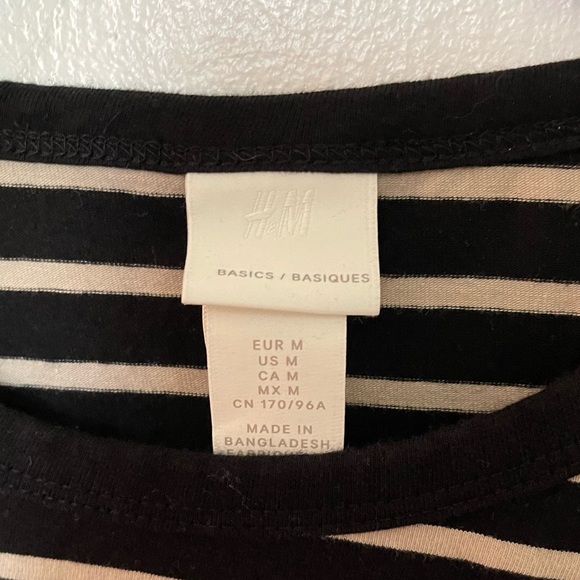 H&M
BASICS / BASIQUES
EUR M
US M
CA M
MX M
CN 170/96A
MADE IN
BANGLADESH